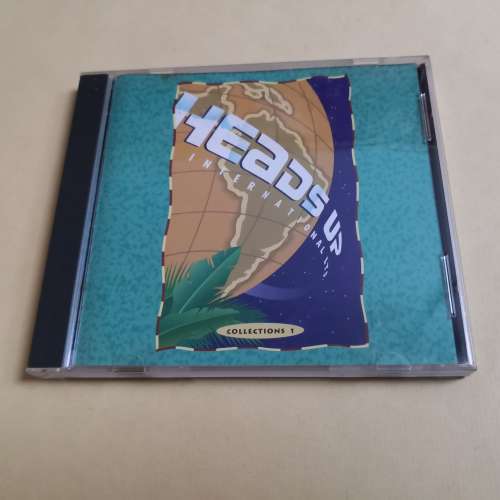 HEADS UP
INTERNATIONAL LTD
COLLECTIONS 1